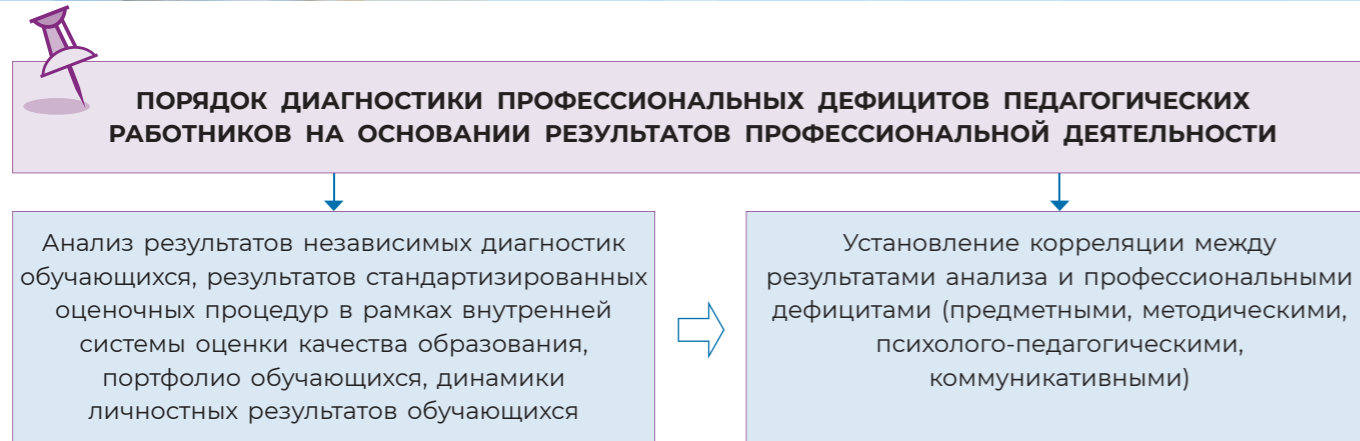 ПОРЯДОК ДИАГНОСТИКИ ПРОФЕССИОНАЛЬНЫХ ДЕФИЦИТОВ ПЕДАГОГИЧЕСКИХ
РАБОТНИКОВ НА ОСНОВАНИИ РЕЗУЛЬТАТОВ ПРОФЕССИОНАЛЬНОЙ ДЕЯТЕЛЬНОСТИ
Анализ результатов независимых диагностик
обучающихся, результатов стандартизированных
оценочных процедур в рамках внутренней
системы оценки качества образования,
портфолио обучающихся, динамики
личностных результатов обучающихся
Установление корреляции между
результатами анализа и профессиональными
дефицитами (предметными, методическими,
психолого-педагогическими,
коммуникативными)